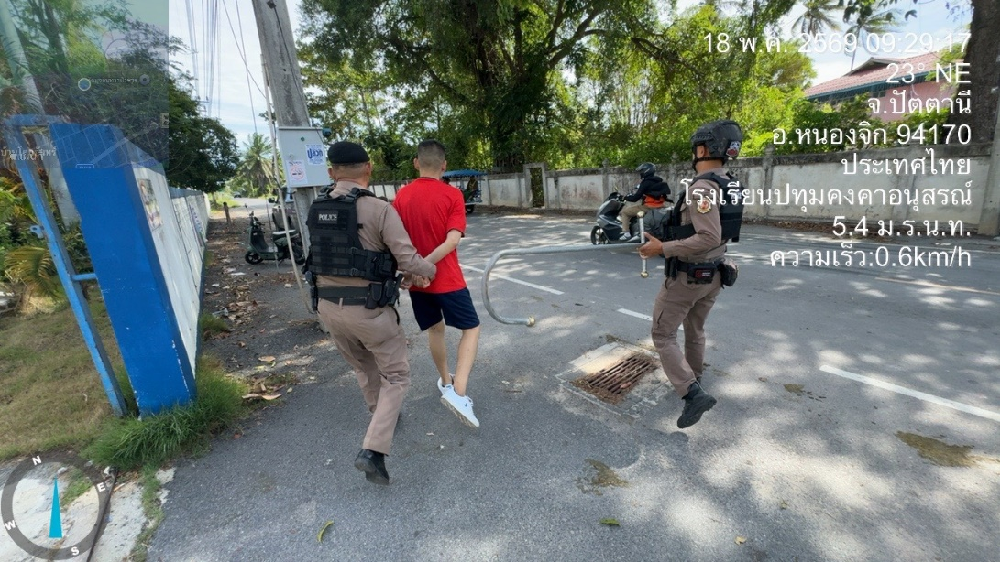 18 พ.ค. 2569 09:29:17
23° NE
จ.ปัตตานี
อ.หนองจิก 94170
ประเทศไทย
โรงเรียนปทุมคงคาอนุสรณ์
5.4 ม.ร.น.ท.
ความเร็ว:0.6km/h
POLICE
N
E
W
S